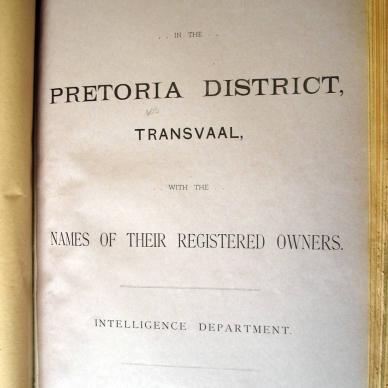 . . IN THE . .
PRETORIA DISTRICT,
TRANSVAAL,
. . WITH THE . .
NAMES OF THEIR REGISTERED OWNERS.
INTELLIGENCE DEPARTMENT.